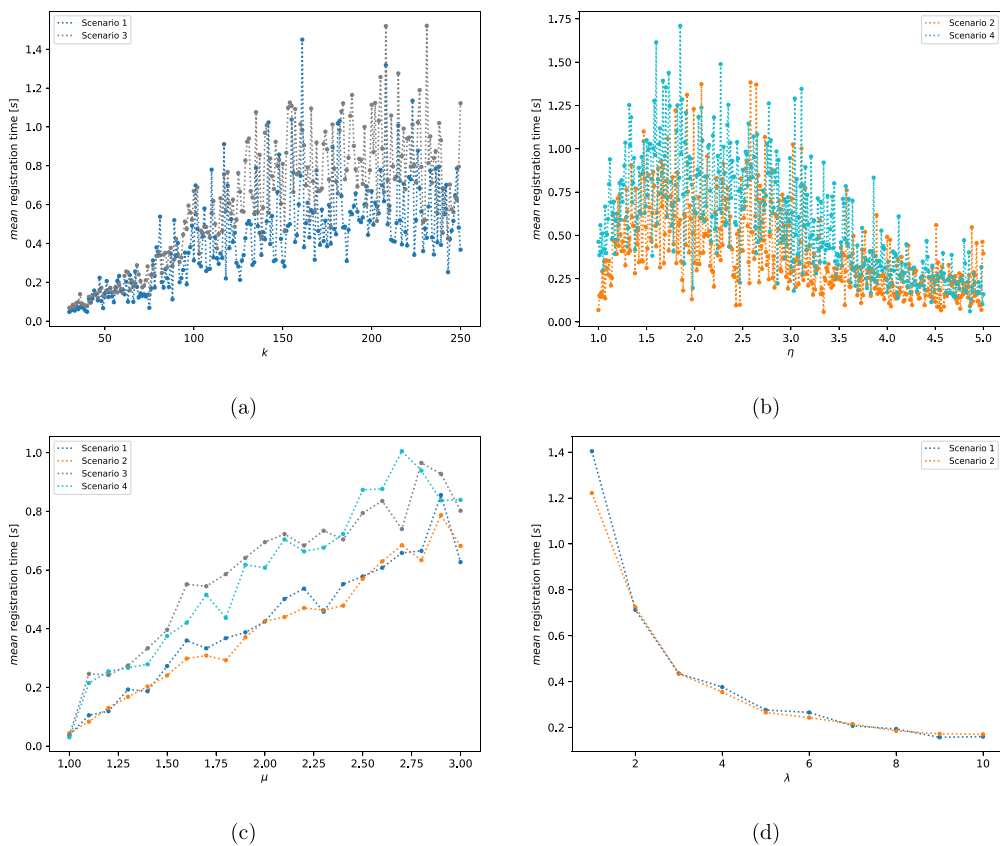 Scenario 1
Scenario 3
mean registration time [s]
1.4
1.2
1.0
0.8
0.6
0.4
0.2
0.0
50 100 150 200 250
k
(a)
Scenario 2
Scenario 4
mean registration time [s]
1.75
1.50
1.25
1.00
0.75
0.50
0.25
0.00
1.0 1.5 2.0 2.5 3.0 3.5 4.0 4.5 5.0
η
(b)
Scenario 1
Scenario 2
Scenario 3
Scenario 4
mean registration time [s]
1.0
0.8
0.6
0.4
0.2
0.0
1.00 1.25 1.50 1.75 2.00 2.25 2.50 2.75 3.00
μ
(c)
Scenario 1
Scenario 2
mean registration time [s]
1.4
1.2
1.0
0.8
0.6
0.4
0.2
2 4 6 8 10
λ
(d)